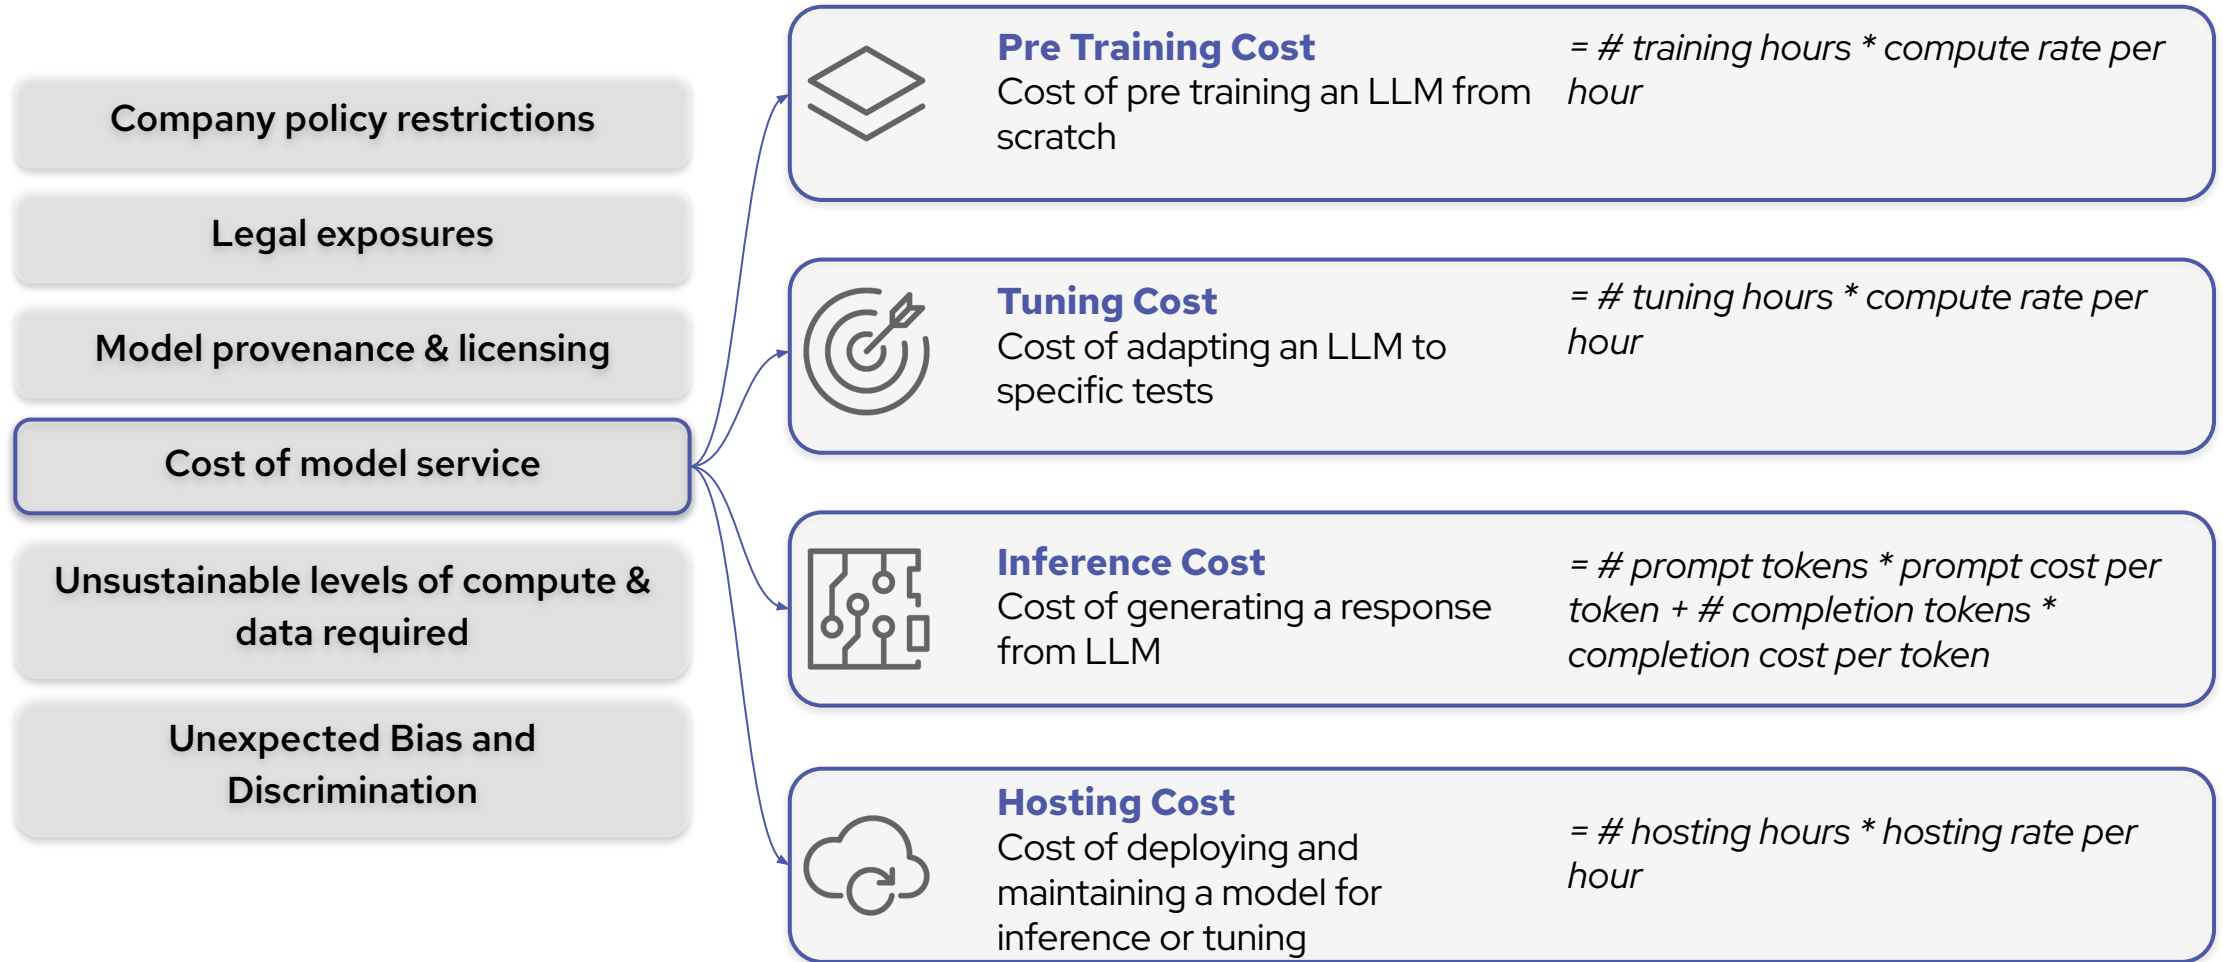 Company policy restrictions
Legal exposures
Model provenance & licensing
Cost of model service
Unsustainable levels of compute &
data required
Unexpected Bias and
Discrimination
Pre Training Cost
Cost of pre training an LLM from
scratch
= # training hours * compute rate per
hour
Tuning Cost
Cost of adapting an LLM to
specific tests
= # tuning hours * compute rate per
hour
Inference Cost
Cost of generating a response
from LLM
= # prompt tokens * prompt cost per
token + # completion tokens *
completion cost per token
Hosting Cost
Cost of deploying and
maintaining a model for
inference or tuning
= # hosting hours * hosting rate per
hour